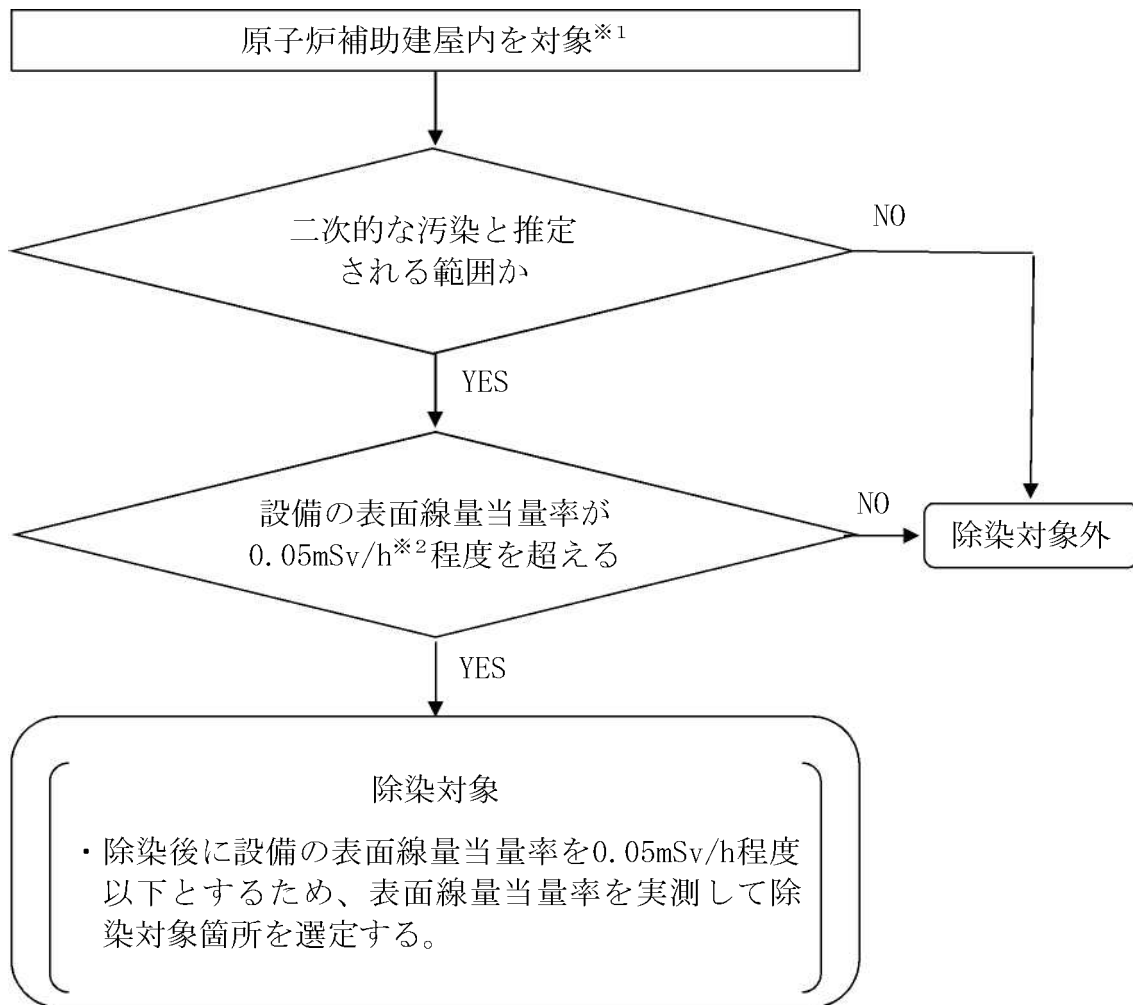 原子炉補助建屋内を対象※1
二次的な汚染と推定
される範囲か
NO
YES
設備の表面線量当量率が
0.05mSv/h※2程度を超える
NO
除染対象外
YES
除染対象
・除染後に設備の表面線量当量率を0.05mSv/h程度
以下とするため、表面線量当量率を実測して除
染対象箇所を選定する。